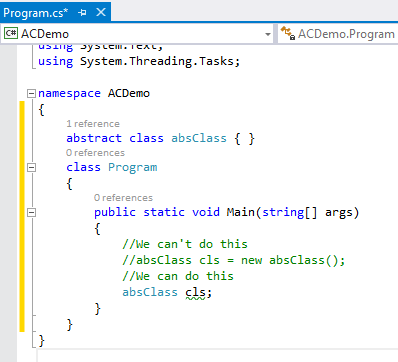 Program.cs*
ACDemo
ACDemo.Program
using System.Text;
using System.Threading.Tasks;
namespace ACDemo
{
1 reference
abstract class absClass { }
0 references
class Program
{
0 references
public static void Main(string[] args)
{
//We can't do this
//absClass cls = new absClass();
//We can do this
absClass cls;
}
}
}